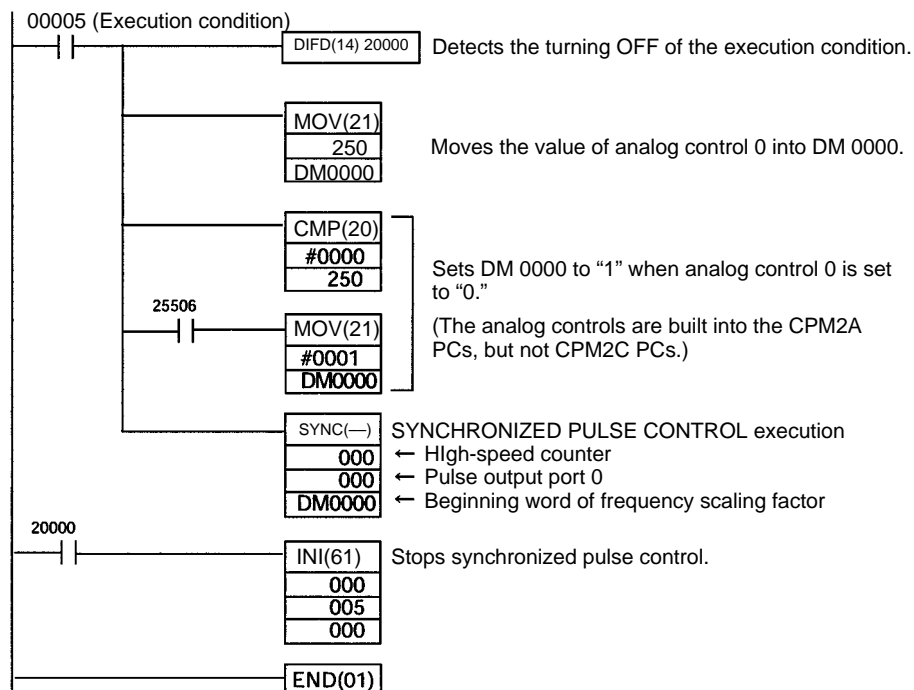 00005 (Execution condition)
DIFD(14) 20000
Detects the turning OFF of the execution condition.
MOV(21)
250
DM0000
Moves the value of analog control 0 into DM 0000.
CMP(20)
#0000
250
Sets DM 0000 to “1” when analog control 0 is set
to “0.”
(The analog controls are built into the CPM2A
PCs, but not CPM2C PCs.)
25506
MOV(21)
#0001
DM0000
SYNC(—)
SYNCHRONIZED PULSE CONTROL execution
000
← HIgh-speed counter
000
← Pulse output port 0
DM0000
← Beginning word of frequency scaling factor
20000
INI(61)
Stops synchronized pulse control.
000
005
000
END(01)